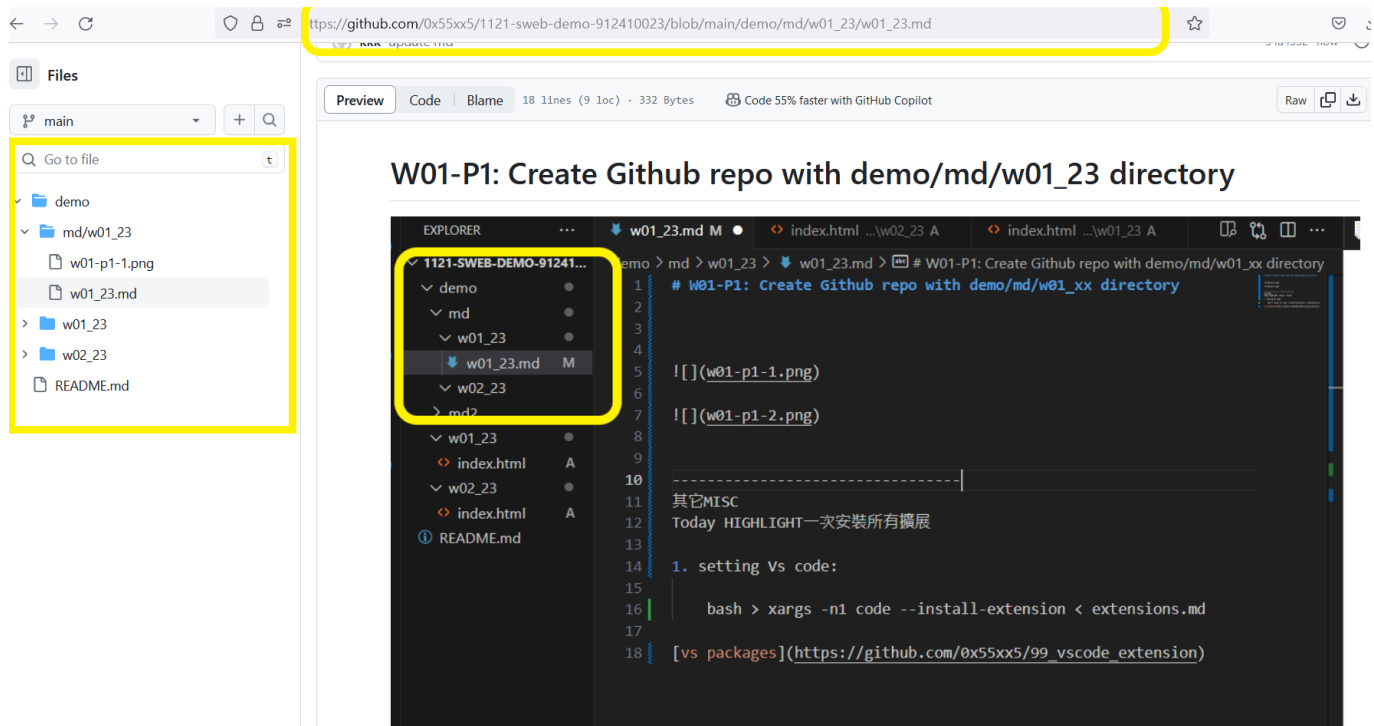 ttps://github.com/0x55xx5/1121-sweb-demo-912410023/blob/main/demo/md/w01_23/w01_23.md
Files
main
Go to file
t
demo
md/w01_23
w01-p1-1.png
w01_23.md
w01_23
w02_23
README.md
Preview
Code
Blame
18 lines (9 loc) · 332 Bytes
Code 55% faster with GitHub Copilot
Raw
W01-P1: Create Github repo with demo/md/w01_23 directory
EXPLORER ...
w01_23.md M ●
index.html ...\w02_23 A
index.html ...\w01_23 A
...
1121-SWEB-DEMO-91241...
demo
md
w01_23
w01_23.md M
w02_23
md2
w01_23
index.html A
w02_23
index.html A
README.md
emo > md > w01_23 > w01_23.md > # W01-P1: Create Github repo with demo/md/w01_xx directory
1 # W01-P1: Create Github repo with demo/md/w01_xx directory
2
3
4
5 ![](w01-p1-1.png)
6
7 ![](w01-p1-2.png)
8
9
10 ---------------------------------
11 其它MISC
12 Today HIGHLIGHT一次安裝所有擴展
13
14 1. setting Vs code:
15
16 bash > xargs -n1 code --install-extension < extensions.md
17
18 [vs packages](https://github.com/0x55xx5/99_vscode_extension)